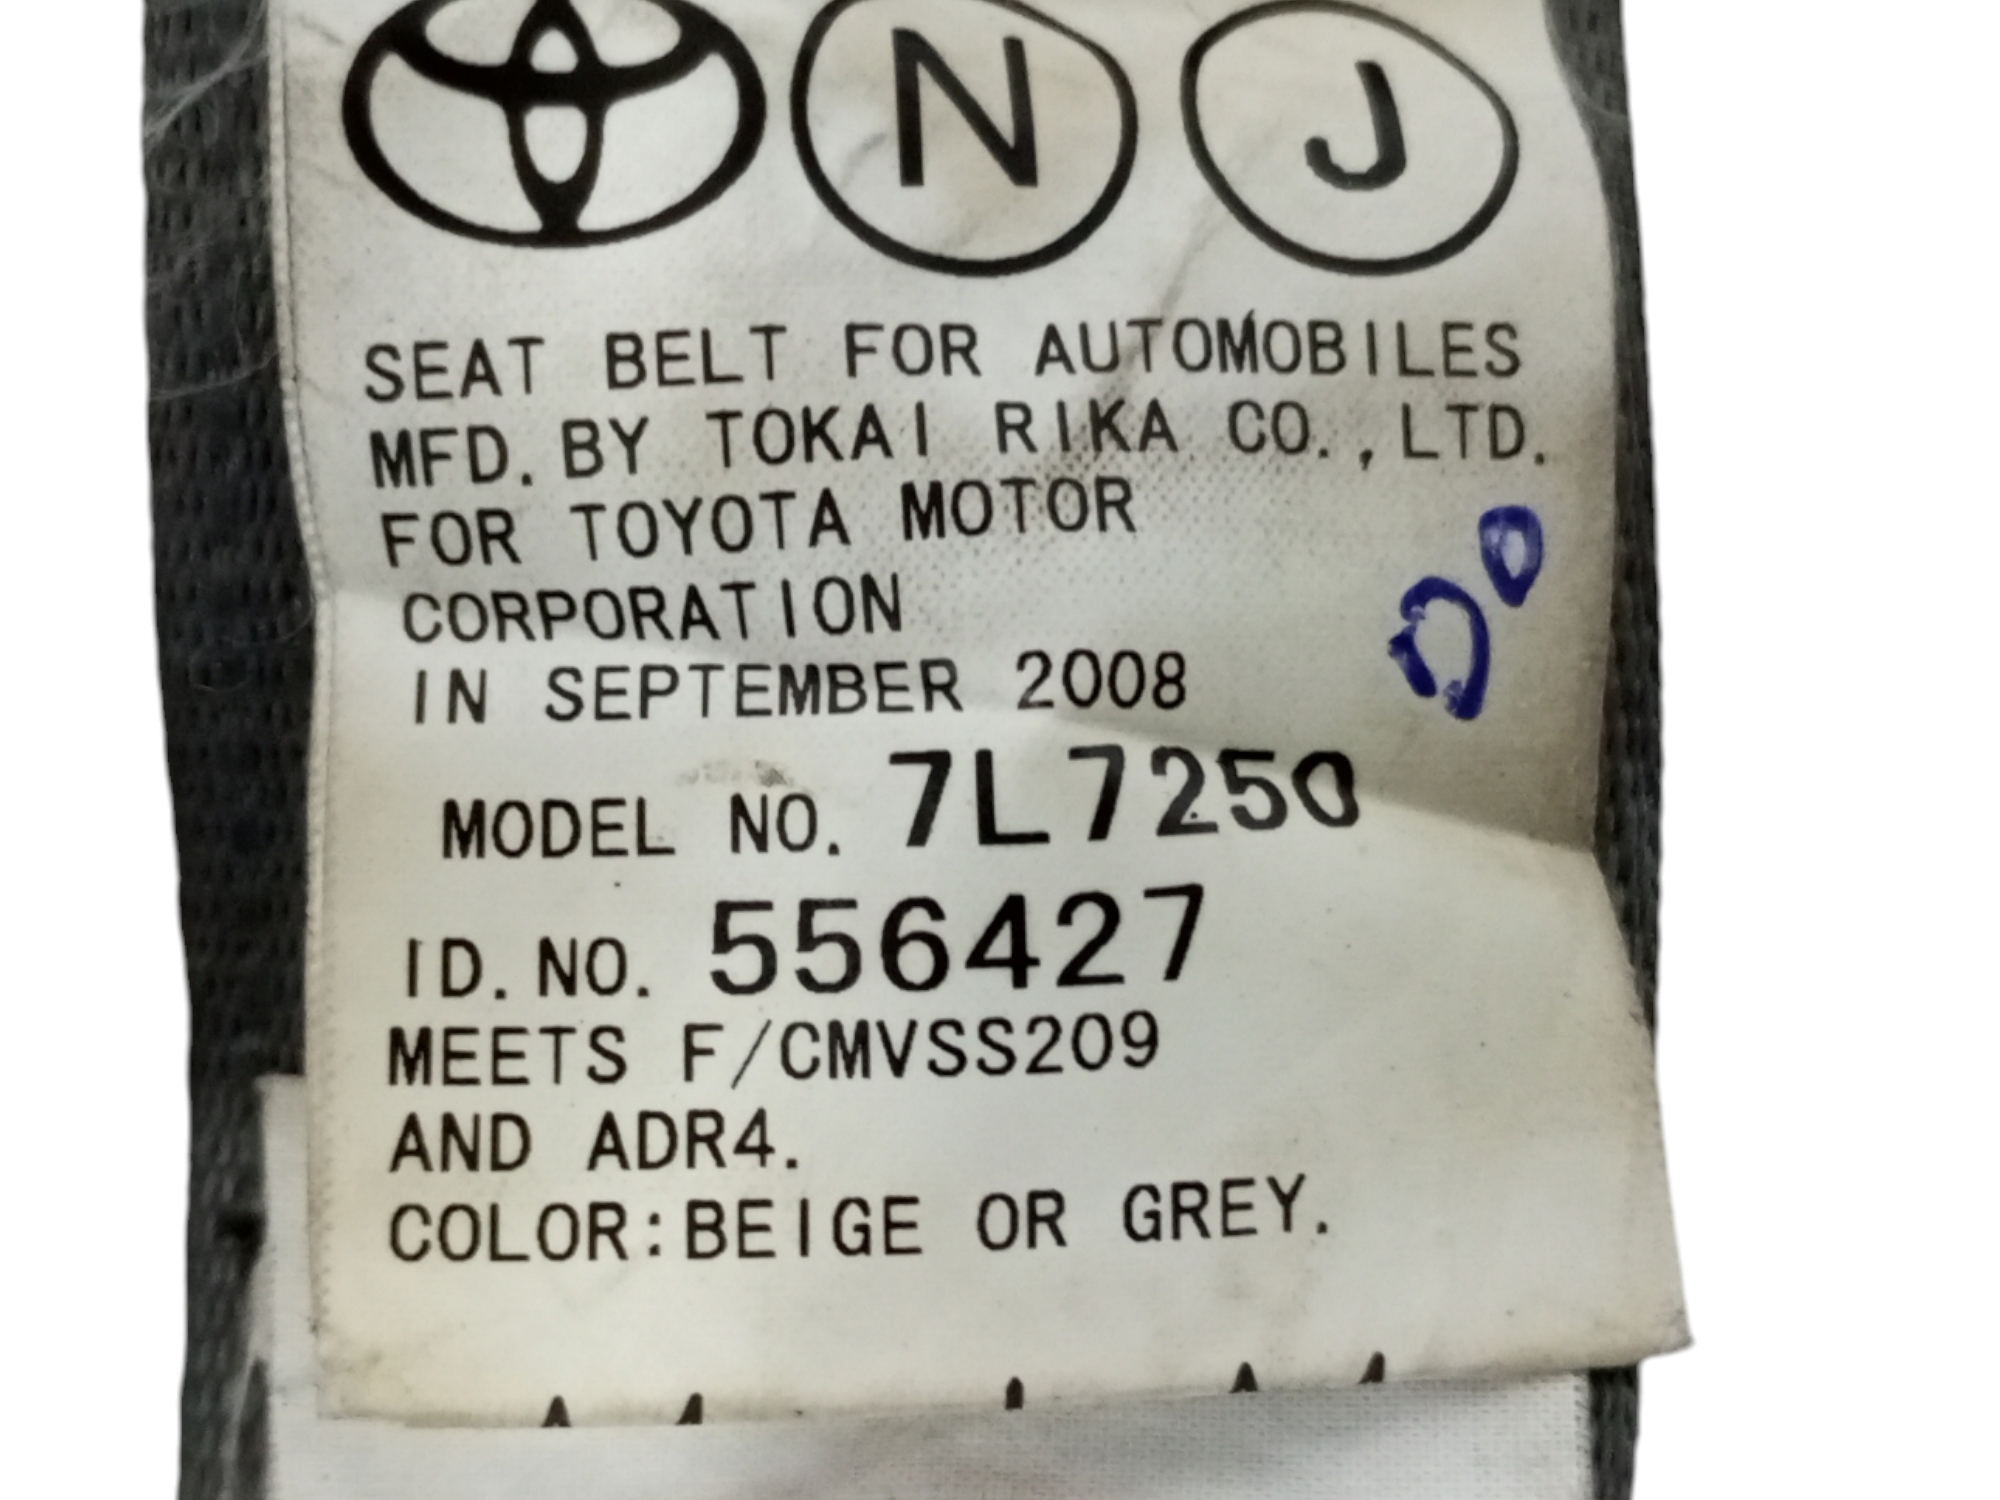 N J
SEAT BELT FOR AUTOMOBILES
MFD. BY TOKAI RIKA CO., LTD.
FOR TOYOTA MOTOR
CORPORATION
IN SEPTEMBER 2008
MODEL NO. 7L7250
ID. NO. 556427
MEETS F/CMVSS209
AND ADR4.
COLOR:BEIGE OR GREY.